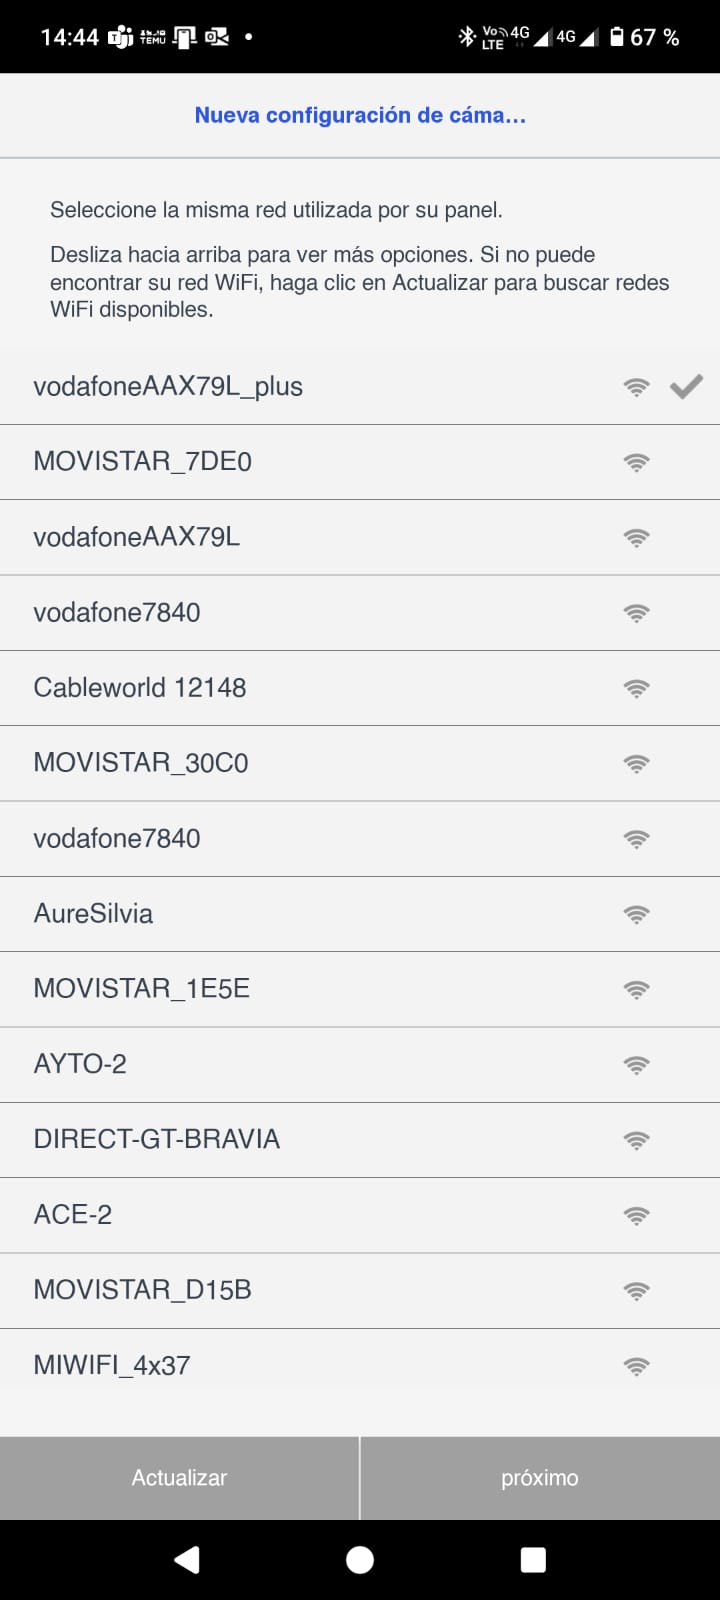 14:44
TEMU
Vo
LTE
4G
4G
67 %
Nueva configuración de cáma...
Seleccione la misma red utilizada por su panel.
Desliza hacia arriba para ver más opciones. Si no puede
encontrar su red WiFi, haga clic en Actualizar para buscar redes
WiFi disponibles.
vodafoneAAX79L_plus
MOVISTAR_7DE0
vodafoneAAX79L
vodafone7840
Cableworld 12148
MOVISTAR_30C0
vodafone7840
AureSilvia
MOVISTAR_1E5E
AYTO-2
DIRECT-GT-BRAVIA
ACE-2
MOVISTAR_D15B
MIWIFI_4x37
Actualizar
próximo